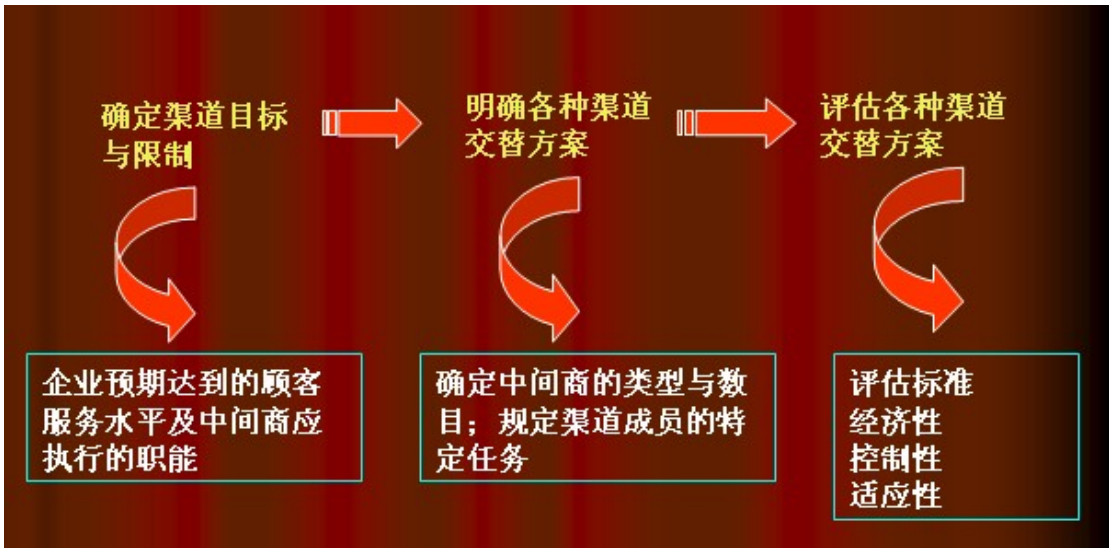 确定渠道目标
与限制
明确各种渠道
交替方案
评估各种渠道
交替方案
企业预期达到的顾客
服务水平及中间商应
执行的职能
确定中间商的类型与数
目；规定渠道成员的特
定任务
评估标准
经济性
控制性
适应性